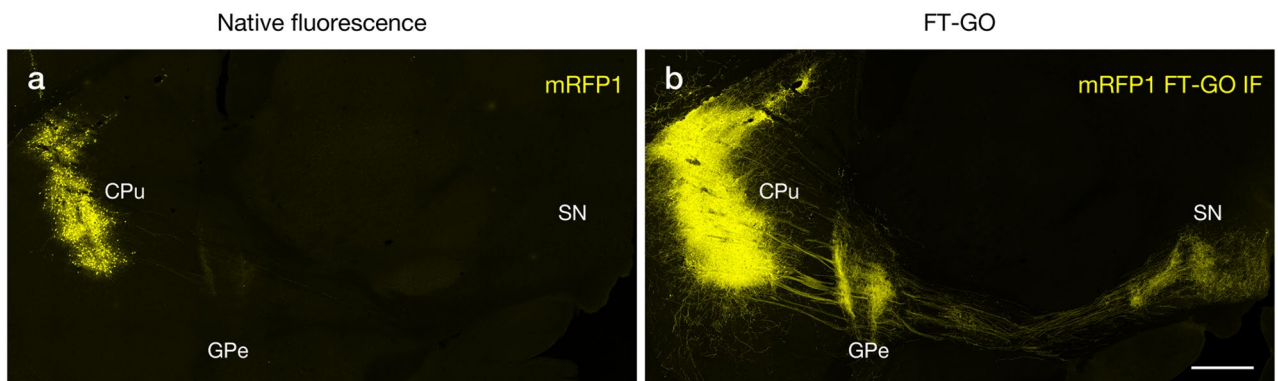 Native fluorescence
FT-GO
a
mRFP1
CPu
SN
GPe
b
mRFP1 FT-GO IF
CPu
SN
GPe